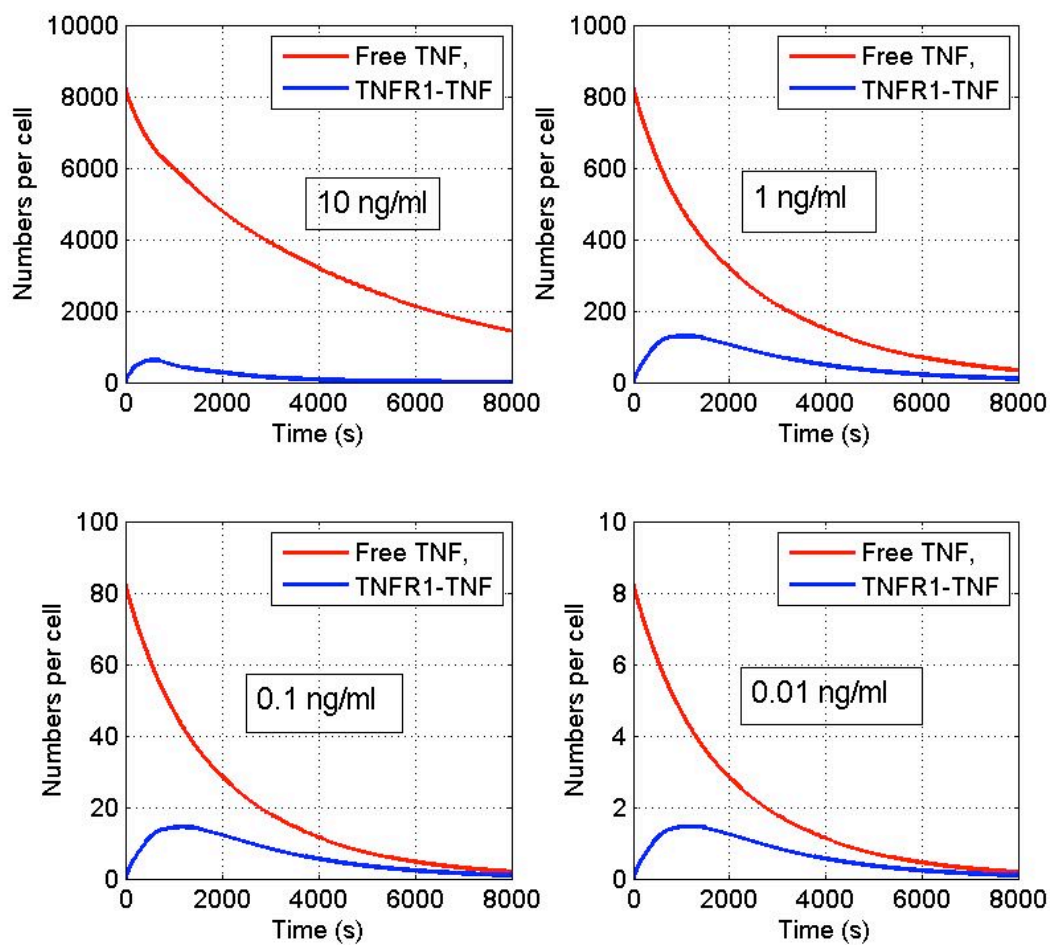 10000
8000
6000
4000
2000
0
Numbers per cell
Free TNF,
TNFR1-TNF
10 ng/ml
0 2000 4000 6000 8000
Time (s)
1000
800
600
400
200
0
Numbers per cell
Free TNF,
TNFR1-TNF
1 ng/ml
0 2000 4000 6000 8000
Time (s)
100
80
60
40
20
0
Numbers per cell
Free TNF,
TNFR1-TNF
0.1 ng/ml
0 2000 4000 6000 8000
Time (s)
10
8
6
4
2
0
Numbers per cell
Free TNF,
TNFR1-TNF
0.01 ng/ml
0 2000 4000 6000 8000
Time (s)